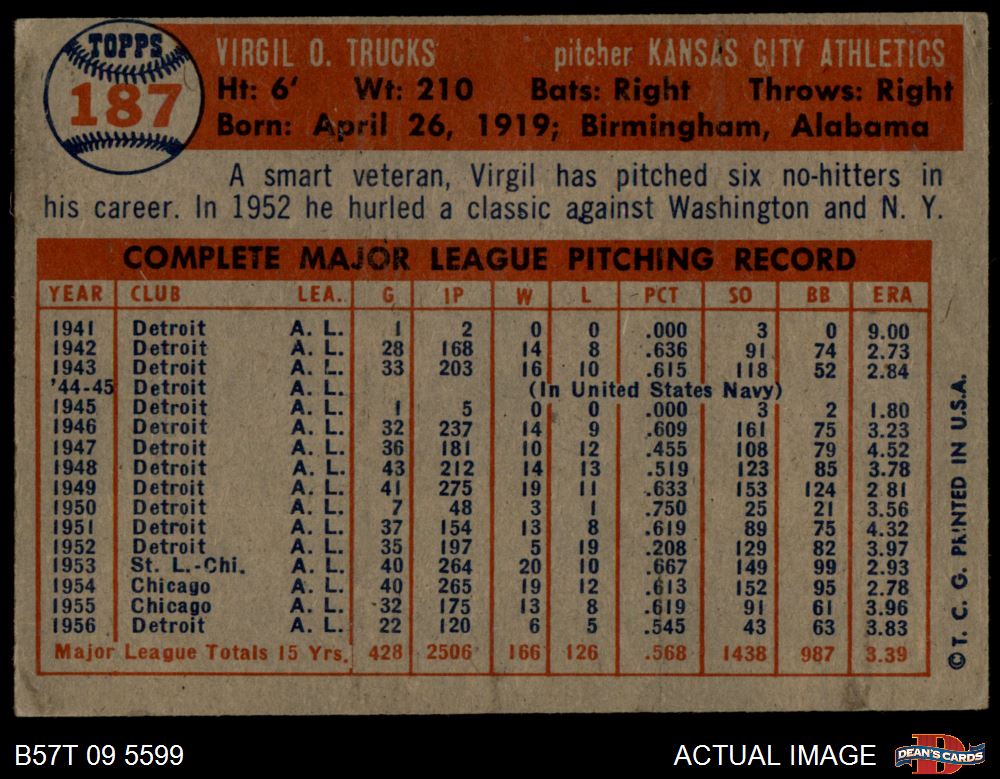 TOPPS
187
VIRGIL O. TRUCKS pitcher KANSAS CITY ATHLETICS
Ht: 6' Wt: 210 Bats: Right Throws: Right
Born: April 26, 1919; Birmingham, Alabama
A smart veteran, Virgil has pitched six no-hitters in
his career. In 1952 he hurled a classic against Washington and N. Y.
COMPLETE MAJOR LEAGUE PITCHING RECORD
YEAR CLUB LEA. G IP W L PCT SO BB ERA
1941 Detroit A. L. 1 2 0 0 .000 3 0 9.00
1942 Detroit A. L. 28 168 14 8 .636 91 74 2.73
1943 Detroit A. L. 33 203 16 10 .615 118 52 2.84
'44-45 Detroit A. L. (In United States Navy)
1945 Detroit A. L. 1 5 0 0 .000 3 2 1.80
1946 Detroit A. L. 32 237 14 9 .609 161 75 3.23
1947 Detroit A. L. 36 181 10 12 .455 108 79 4.52
1948 Detroit A. L. 43 212 14 13 .519 123 85 3.78
1949 Detroit A. L. 41 275 19 11 .633 153 124 2.81
1950 Detroit A. L. 7 48 3 1 .750 25 21 3.56
1951 Detroit A. L. 37 154 13 8 .619 89 75 4.32
1952 Detroit A. L. 35 197 5 19 .208 129 82 3.97
1953 St. L.-Chi. A. L. 40 264 20 10 .667 149 99 2.93
1954 Chicago A. L. 40 265 19 12 .613 152 95 2.78
1955 Chicago A. L. 32 175 13 8 .619 91 61 3.96
1956 Detroit A. L. 22 120 6 5 .545 43 63 3.83
Major League Totals 15 Yrs. 428 2506 166 126 .568 1438 987 3.39
© T. C. G. PRINTED IN U.S.A.
B57T 09 5599
ACTUAL IMAGE
DEAN'S CARDS